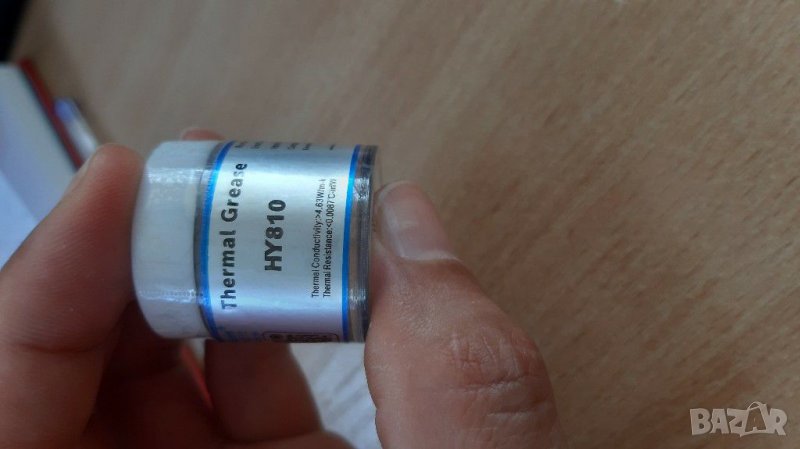 Thermal Grease
HY810
Thermal Conductivity:>4.63W/m-k
Thermal Resistance:<0.0087°C-in²/W
BAZAR